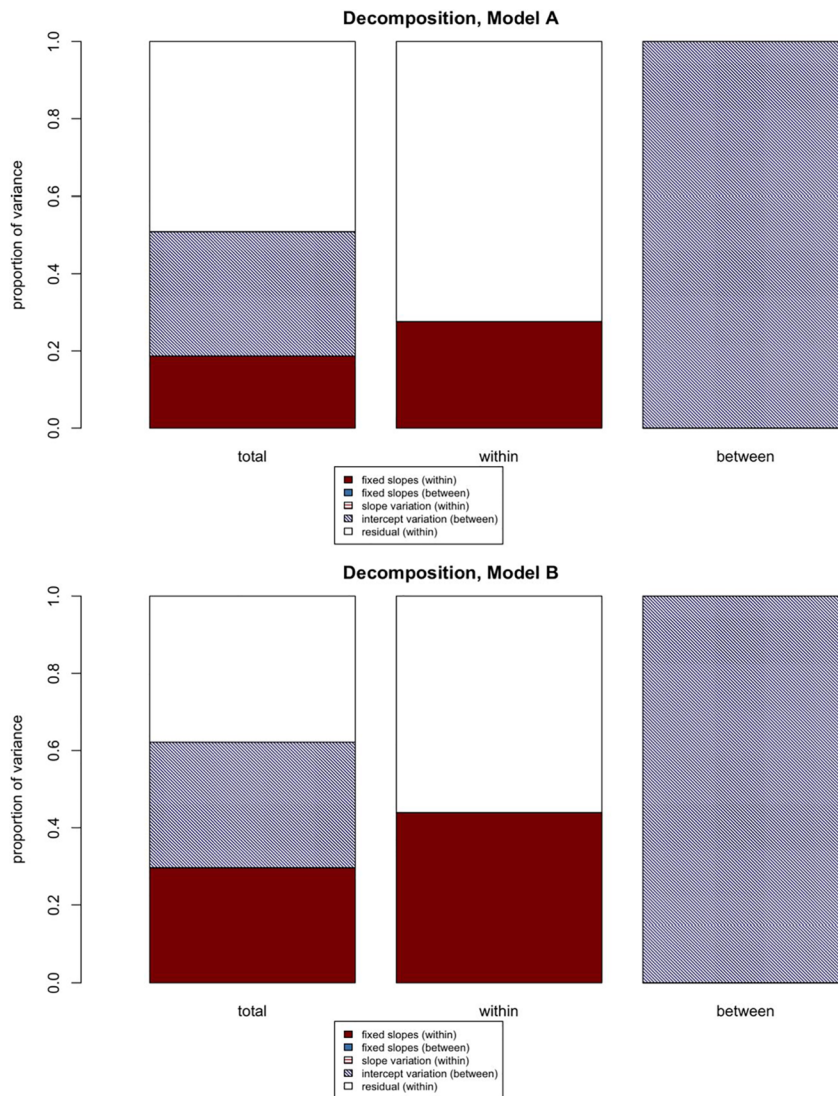 Decomposition, Model A
proportion of variance
1.0
0.8
0.6
0.4
0.2
0.0
total within between
fixed slopes (within)
fixed slopes (between)
slope variation (within)
intercept variation (between)
residual (within)
Decomposition, Model B
proportion of variance
1.0
0.8
0.6
0.4
0.2
0.0
total within between
fixed slopes (within)
fixed slopes (between)
slope variation (within)
intercept variation (between)
residual (within)